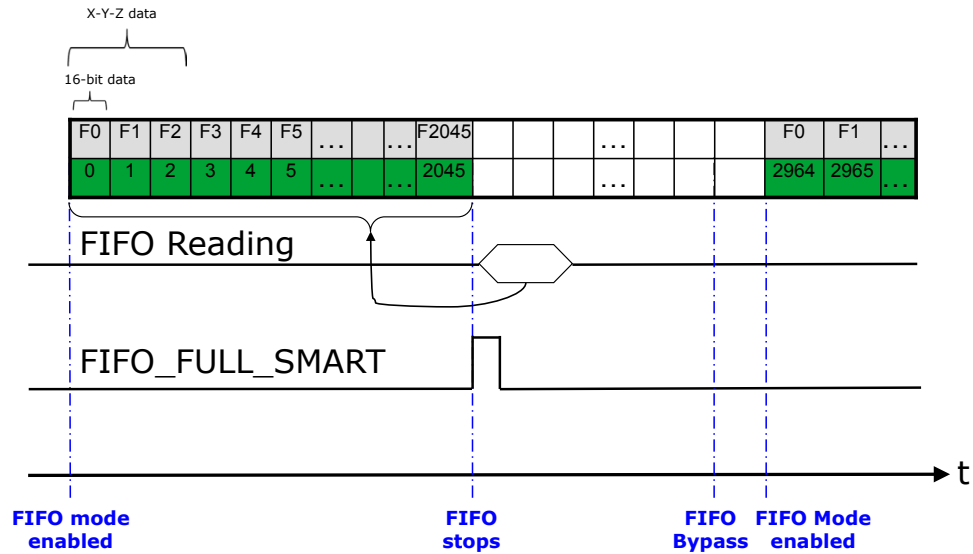 X-Y-Z data
16-bit data
F0 F1 F2 F3 F4 F5 ... ... F2045 ... F0 F1 ...
0 1 2 3 4 5 ... ... 2045 ... 2964 2965 ...
FIFO Reading
FIFO_FULL_SMART
t
FIFO mode enabled
FIFO stops
FIFO Bypass
FIFO Mode enabled